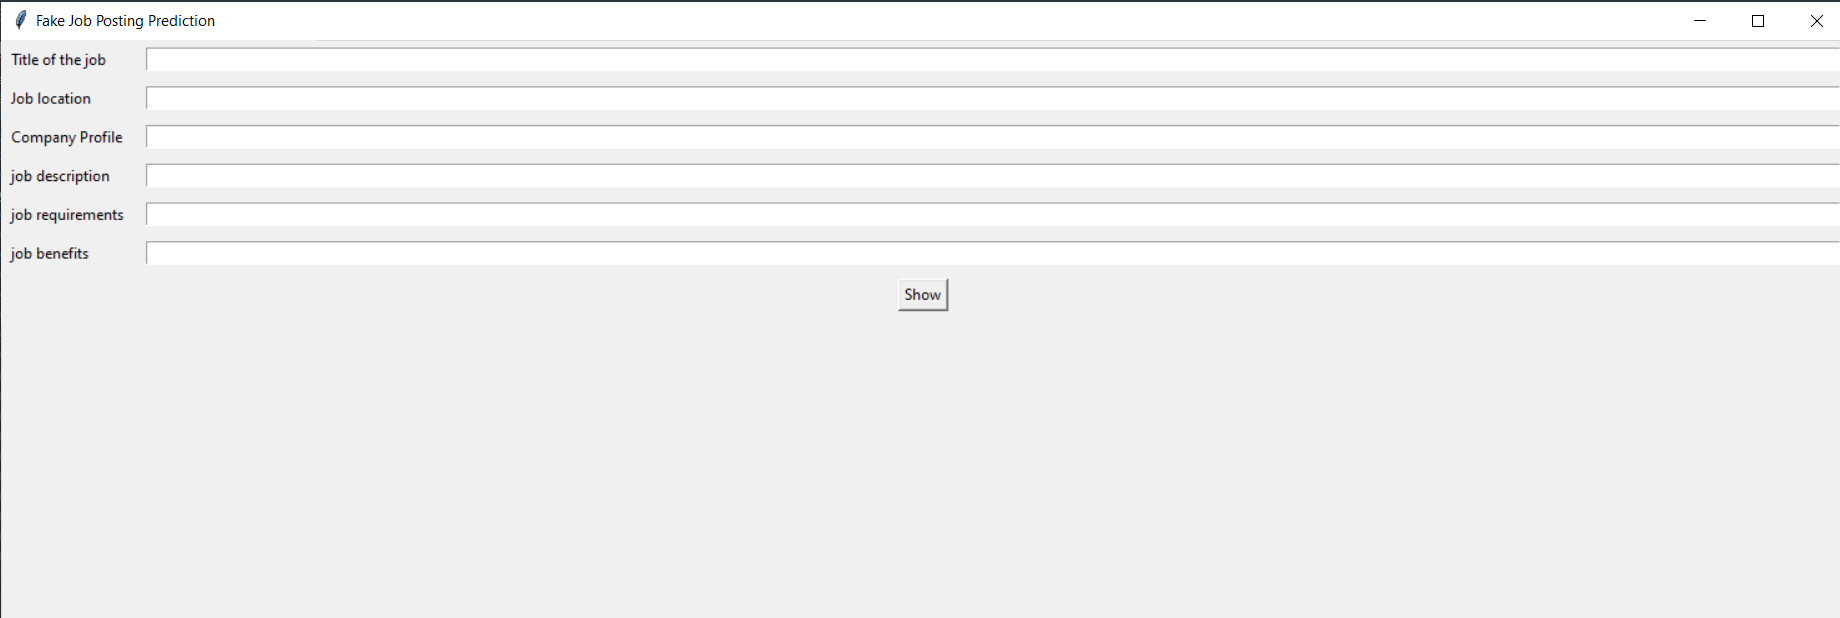 Fake Job Posting Prediction
Title of the job
Job location
Company Profile
job description
job requirements
job benefits
Show